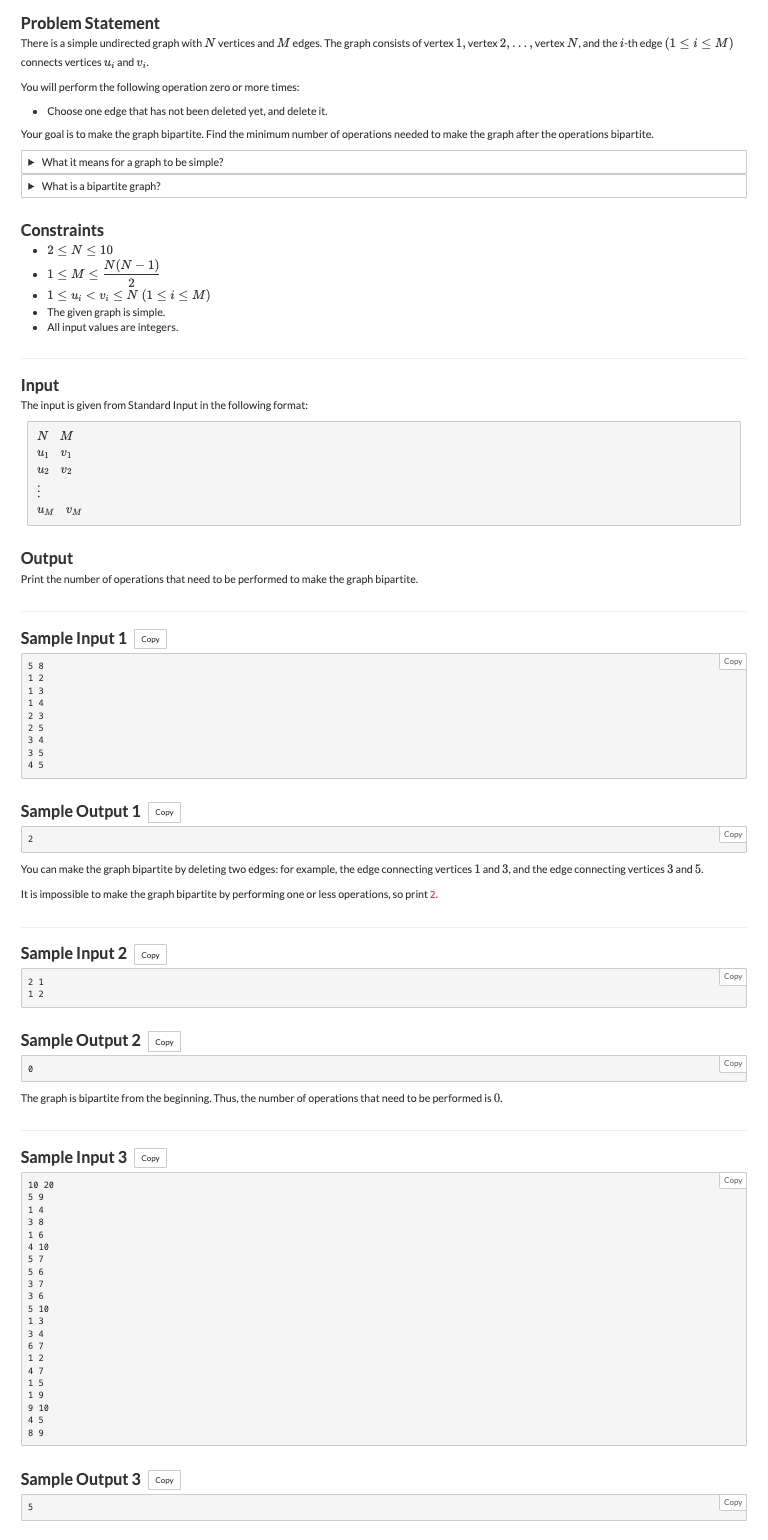 Problem Statement
There is a simple undirected graph with N vertices and M edges. The graph consists of vertex 1, vertex 2, . . . , vertex N, and the i-th edge (1 ≤ i ≤ M)
connects vertices u_i and v_i.
You will perform the following operation zero or more times:
• Choose one edge that has not been deleted yet, and delete it.
Your goal is to make the graph bipartite. Find the minimum number of operations needed to make the graph after the operations bipartite.
▶ What it means for a graph to be simple?
▶ What is a bipartite graph?
Constraints
• 2 ≤ N ≤ 10
• 1 ≤ M ≤ N(N − 1)/2
• 1 ≤ u_i < v_i ≤ N (1 ≤ i ≤ M)
• The given graph is simple.
• All input values are integers.
Input
The input is given from Standard Input in the following format:
N M
u_1 v_1
u_2 v_2
⋮
u_M v_M
Output
Print the number of operations that need to be performed to make the graph bipartite.
Sample Input 1 Copy
Copy
5 8
1 2
1 3
1 4
2 3
2 5
3 4
3 5
4 5
Sample Output 1 Copy
Copy
2
You can make the graph bipartite by deleting two edges: for example, the edge connecting vertices 1 and 3, and the edge connecting vertices 3 and 5.
It is impossible to make the graph bipartite by performing one or less operations, so print 2.
Sample Input 2 Copy
Copy
2 1
1 2
Sample Output 2 Copy
Copy
0
The graph is bipartite from the beginning. Thus, the number of operations that need to be performed is 0.
Sample Input 3 Copy
Copy
10 20
5 9
1 4
3 8
1 6
4 10
5 7
5 6
3 7
3 6
5 10
1 3
3 4
6 7
1 2
4 7
1 5
1 9
9 10
4 5
8 9
Sample Output 3 Copy
Copy
5